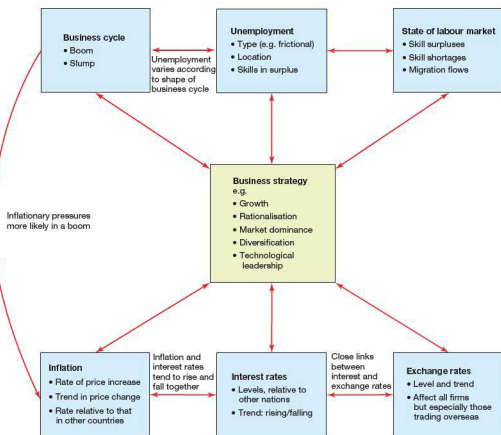 Business cycle
• Boom
• Slump
Unemployment
varies according
to shape of
business cycle
Unemployment
• Type (e.g. frictional)
• Location
• Skills in surplus
State of labour market
• Skill surpluses
• Skill shortages
• Migration flows
Business strategy
e.g.
• Growth
• Rationalisation
• Market dominance
• Diversification
• Technological
leadership
Inflationary pressures
more likely in a boom
Inflation
• Rate of price increase
• Trend in price change
• Rate relative to that
in other countries
Inflation and
interest rates
tend to rise and
fall together
Interest rates
• Levels, relative to
other nations
• Trend: rising/falling
Close links
between
interest and
exchange rates
Exchange rates
• Level and trend
• Affect all firms
but especially those
trading overseas